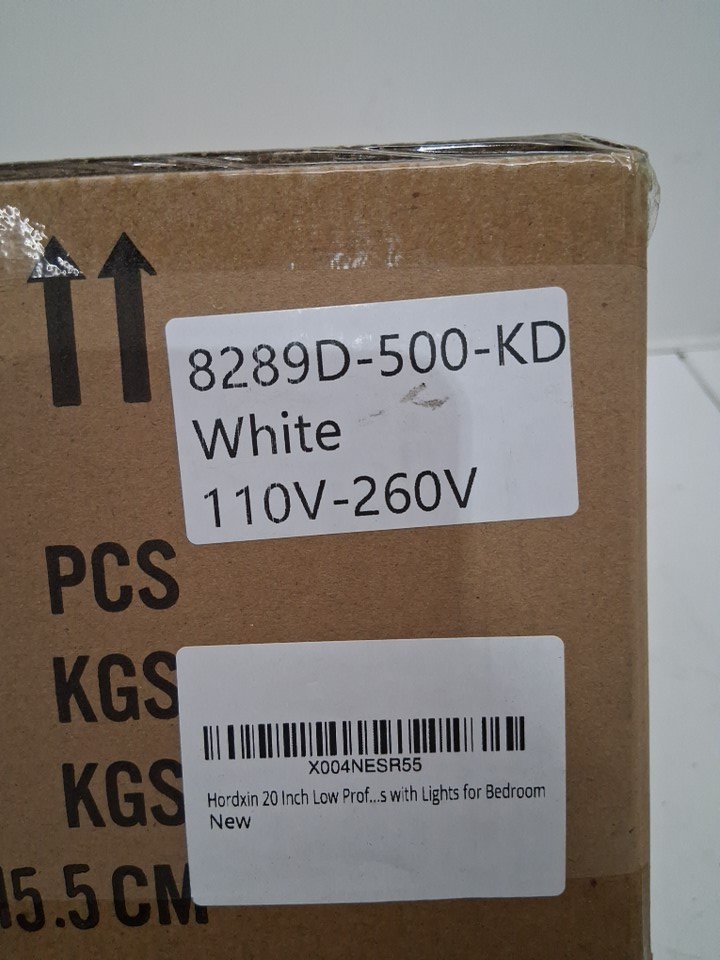 8289D-500-KD
White
110V-260V
PCS
KGS
X004NESR55
Hordxin 20 Inch Low Prof...s with Lights for Bedroom
New
KGS
15.5 CM